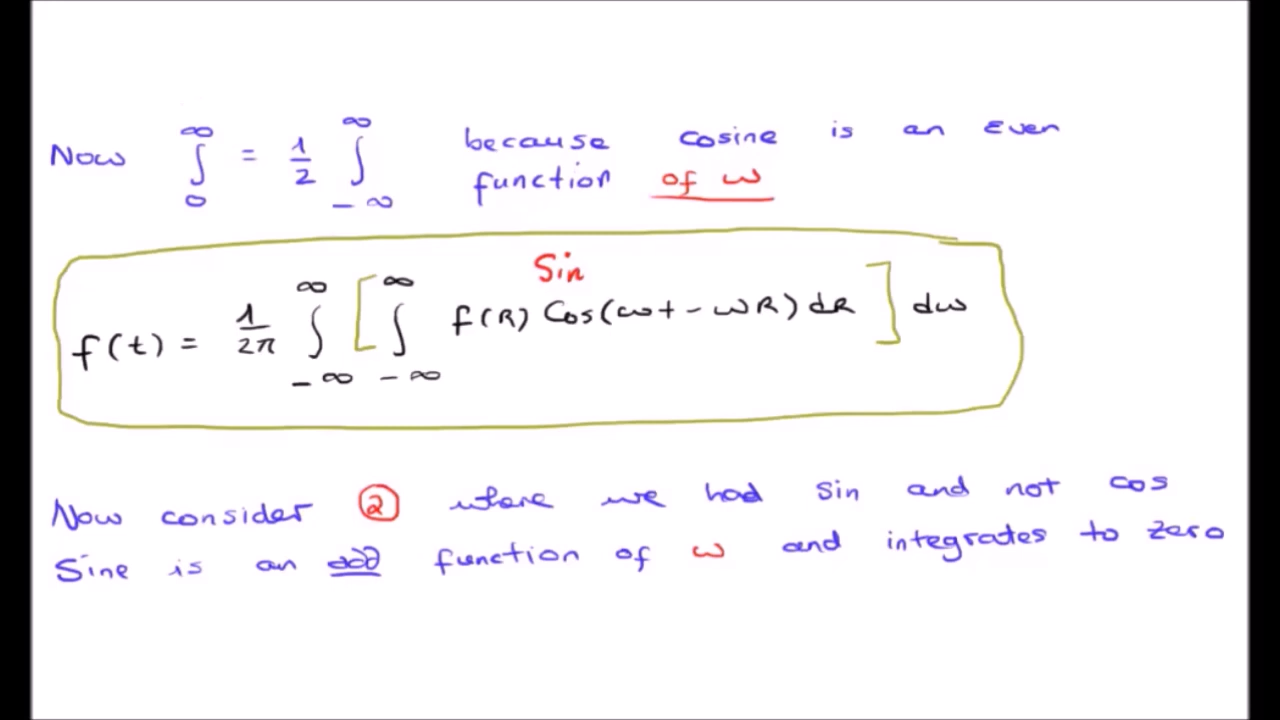 Now ∫₀^∞ = 1/2 ∫_{-∞}^∞ because cosine is an even
function of ω
Sin
f(t) = 1/2π ∫_{-∞}^∞ [ ∫_{-∞}^∞ f(R) Cos(ωt - ωR) dR ] dω
Now consider ② where we had sin and not cos
Sine is an odd function of ω and integrates to zero